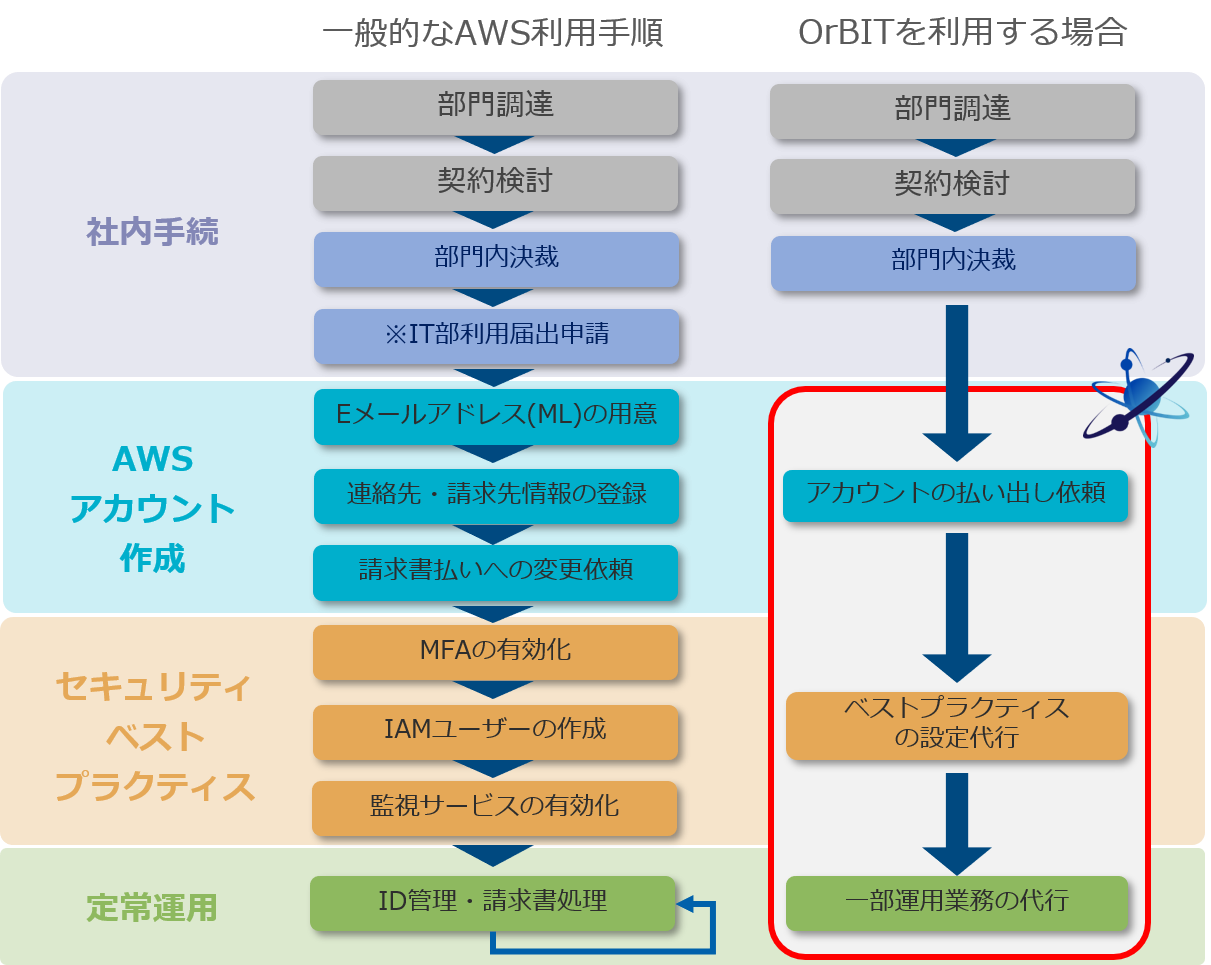 一般的なAWS利用手順
OrBITを利用する場合
社内手続
部門調達
契約検討
部門内決裁
※IT部利用届出申請
部門調達
契約検討
部門内決裁
AWS
アカウント
作成
Eメールアドレス(ML)の用意
連絡先・請求先情報の登録
請求書払いへの変更依頼
アカウントの払い出し依頼
セキュリティ
ベスト
プラクティス
MFAの有効化
IAMユーザーの作成
監視サービスの有効化
ベストプラクティス
の設定代行
定常運用
ID管理・請求書処理
一部運用業務の代行